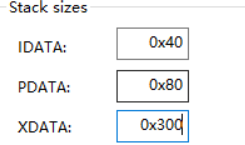 Stack sizes
IDATA: 0x40
PDATA: 0x80
XDATA: 0x300